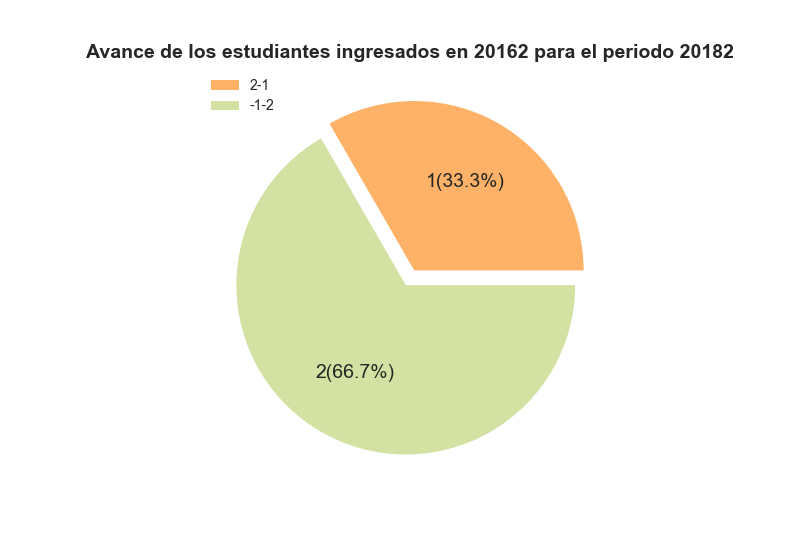 Avance de los estudiantes ingresados en 20162 para el periodo 20182
2-1
-1-2
1(33.3%)
2(66.7%)